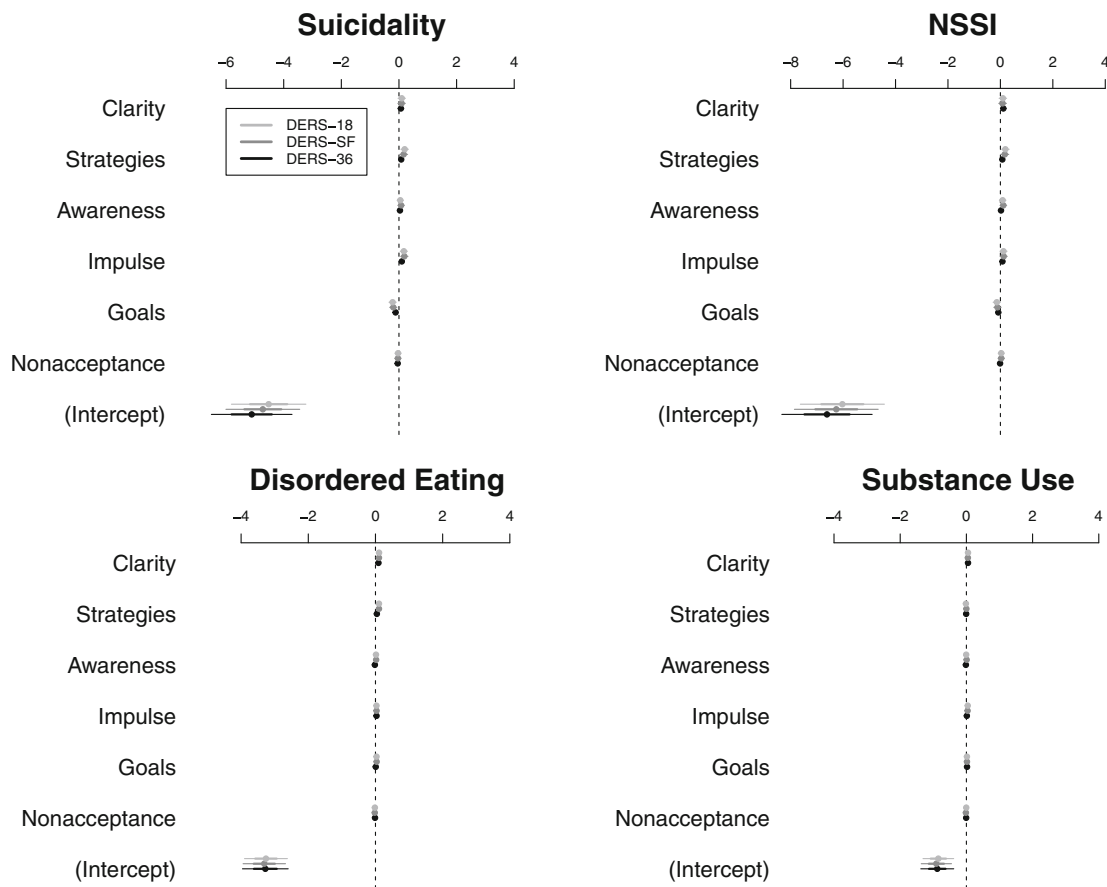 Suicidality
−6 −4 −2 0 2 4
Clarity
Strategies
Awareness
Impulse
Goals
Nonacceptance
(Intercept)
DERS−18
DERS−SF
DERS−36
NSSI
−8 −6 −4 −2 0 2 4
Clarity
Strategies
Awareness
Impulse
Goals
Nonacceptance
(Intercept)
Disordered Eating
−4 −2 0 2 4
Clarity
Strategies
Awareness
Impulse
Goals
Nonacceptance
(Intercept)
Substance Use
−4 −2 0 2 4
Clarity
Strategies
Awareness
Impulse
Goals
Nonacceptance
(Intercept)